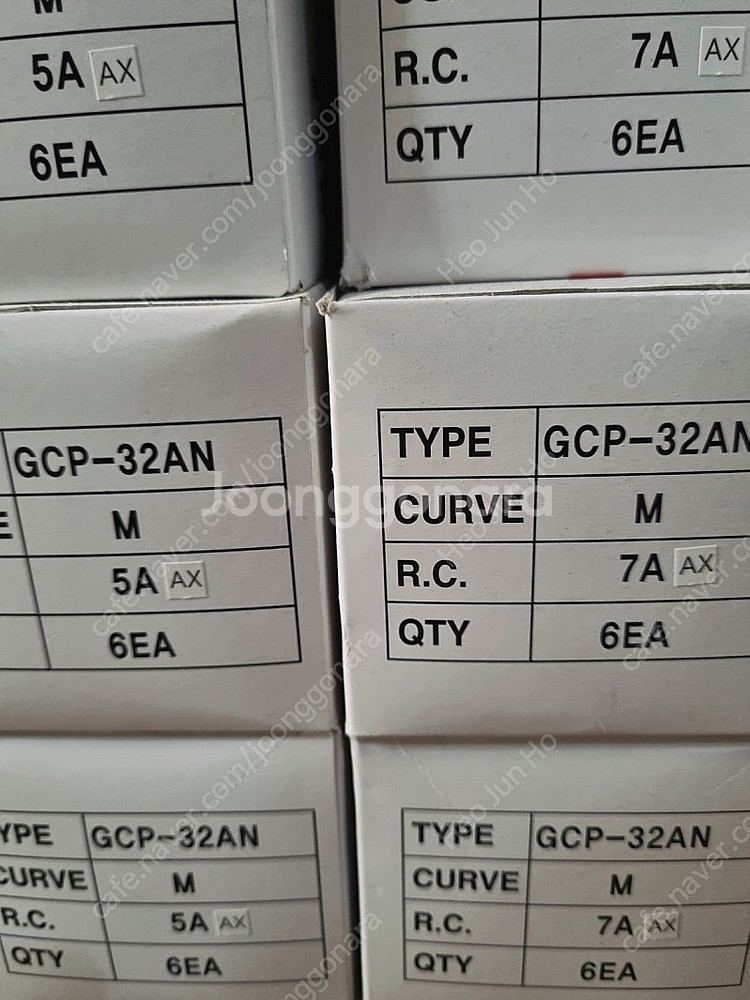 M
5A AX
6EA
R.C. 7A AX
QTY 6EA
GCP-32AN
M
5A AX
6EA
TYPE GCP-32AN
CURVE M
R.C. 7A AX
QTY 6EA
TYPE GCP-32AN
CURVE M
R.C. 5A AX
QTY 6EA
TYPE GCP-32AN
CURVE M
R.C. 7A AX
QTY 6EA
Joonggonara
cafe.naver.com/joonggonara
Heo Jun Ho